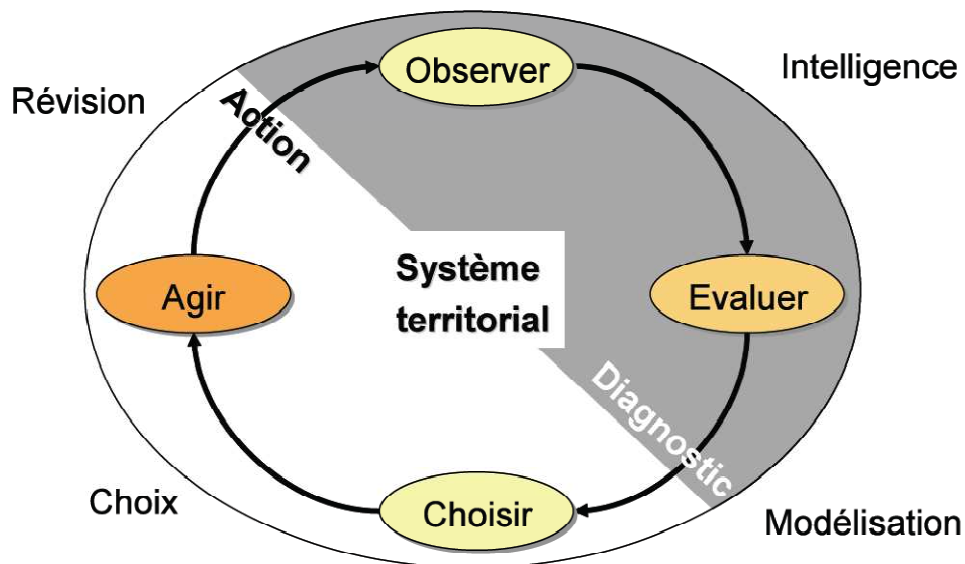 Observer
Intelligence
Révision
Action
Système
territorial
Agir
Evaluer
Diagnostic
Choix
Choisir
Modélisation